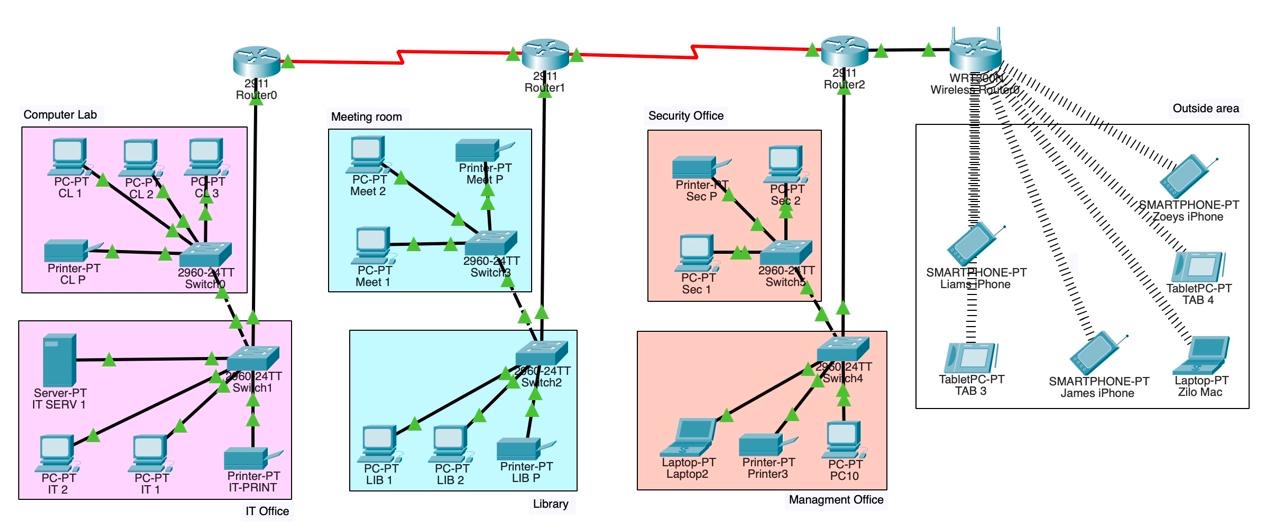 2911
Router0
2911
Router1
2911
Router2
WRT300N
Wireless Router0
Computer Lab
Meeting room
Security Office
Outside area
PC-PT
CL 1
PC-PT
CL 2
PC-PT
CL 3
Printer-PT
CL P
2960-24TT
Switch0
PC-PT
Meet 2
Printer-PT
Meet P
PC-PT
Meet 1
2960-24TT
Switch3
Printer-PT
Sec P
PC-PT
Sec 2
PC-PT
Sec 1
2960-24TT
Switch5
SMARTPHONE-PT
Zoeys iPhone
SMARTPHONE-PT
Liams iPhone
TabletPC-PT
TAB 4
TabletPC-PT
TAB 3
SMARTPHONE-PT
James iPhone
Laptop-PT
Zilo Mac
Server-PT
IT SERV 1
2960-24TT
Switch1
PC-PT
IT 2
PC-PT
IT 1
Printer-PT
IT-PRINT
IT Office
2960-24TT
Switch2
PC-PT
LIB 1
PC-PT
LIB 2
Printer-PT
LIB P
Library
2960-24TT
Switch4
Laptop-PT
Laptop2
Printer-PT
Printer3
PC-PT
PC10
Managment Office